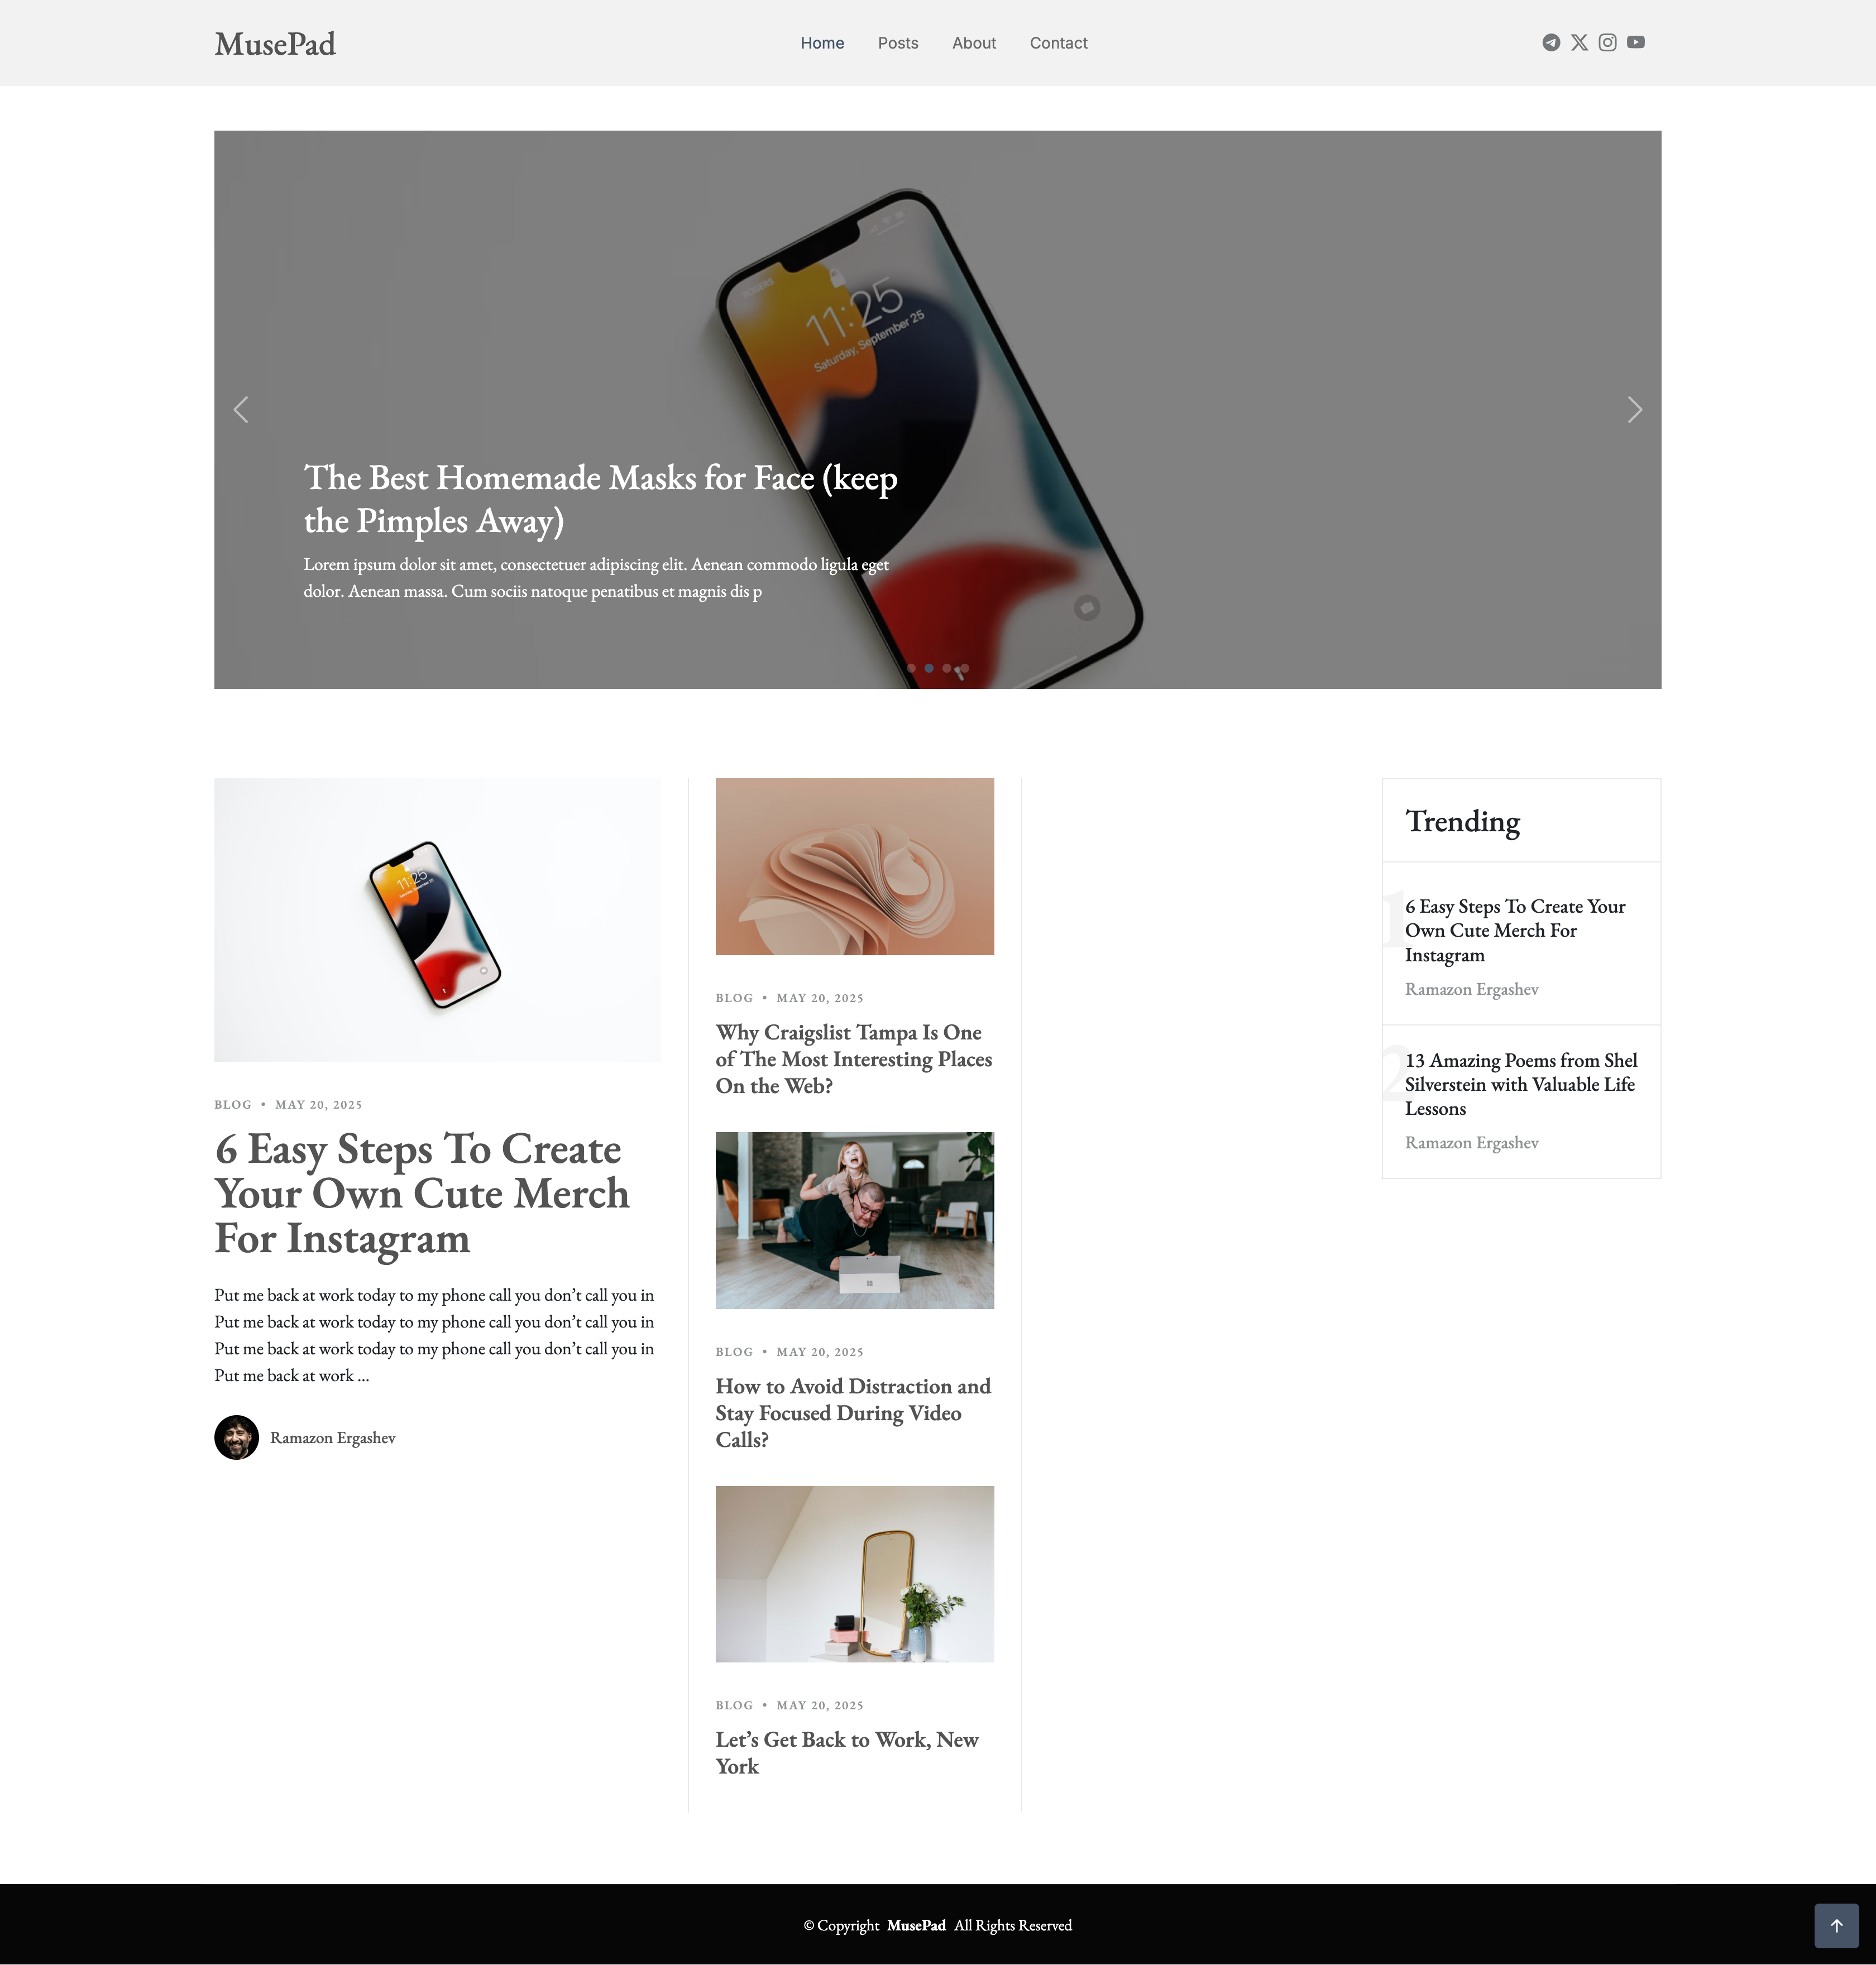 MusePad
Home Posts About Contact
11:25
Saturday, September 25
The Best Homemade Masks for Face (keep
the Pimples Away)
Lorem ipsum dolor sit amet, consectetuer adipiscing elit. Aenean commodo ligula eget
dolor. Aenean massa. Cum sociis natoque penatibus et magnis dis p
11:25
BLOG • MAY 20, 2025
6 Easy Steps To Create
Your Own Cute Merch
For Instagram
Put me back at work today to my phone call you don’t call you in
Put me back at work today to my phone call you don’t call you in
Put me back at work today to my phone call you don’t call you in
Put me back at work ...
Ramazon Ergashev
BLOG • MAY 20, 2025
Why Craigslist Tampa Is One
of The Most Interesting Places
On the Web?
BLOG • MAY 20, 2025
How to Avoid Distraction and
Stay Focused During Video
Calls?
BLOG • MAY 20, 2025
Let’s Get Back to Work, New
York
Trending
1
6 Easy Steps To Create Your
Own Cute Merch For
Instagram
Ramazon Ergashev
2
13 Amazing Poems from Shel
Silverstein with Valuable Life
Lessons
Ramazon Ergashev
© Copyright MusePad All Rights Reserved